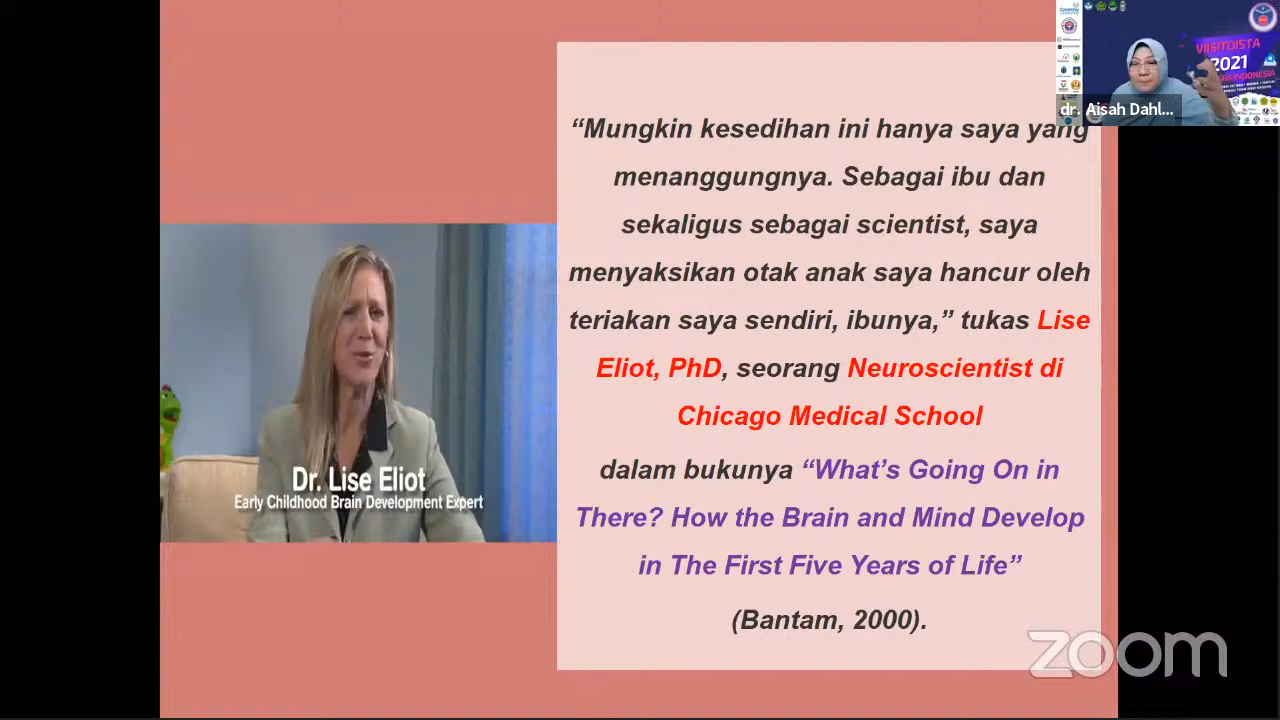 “Mungkin kesedihan ini hanya saya yang
menanggungnya. Sebagai ibu dan
sekaligus sebagai scientist, saya
menyaksikan otak anak saya hancur oleh
teriakan saya sendiri, ibunya,” tukas Lise
Eliot, PhD, seorang Neuroscientist di
Chicago Medical School
dalam bukunya “What’s Going On in
There? How the Brain and Mind Develop
in The First Five Years of Life”
(Bantam, 2000).
Dr. Lise Eliot
Early Childhood Brain Development Expert
VIISITOISTA
2021
dr. Aisah Dahl...
zoom